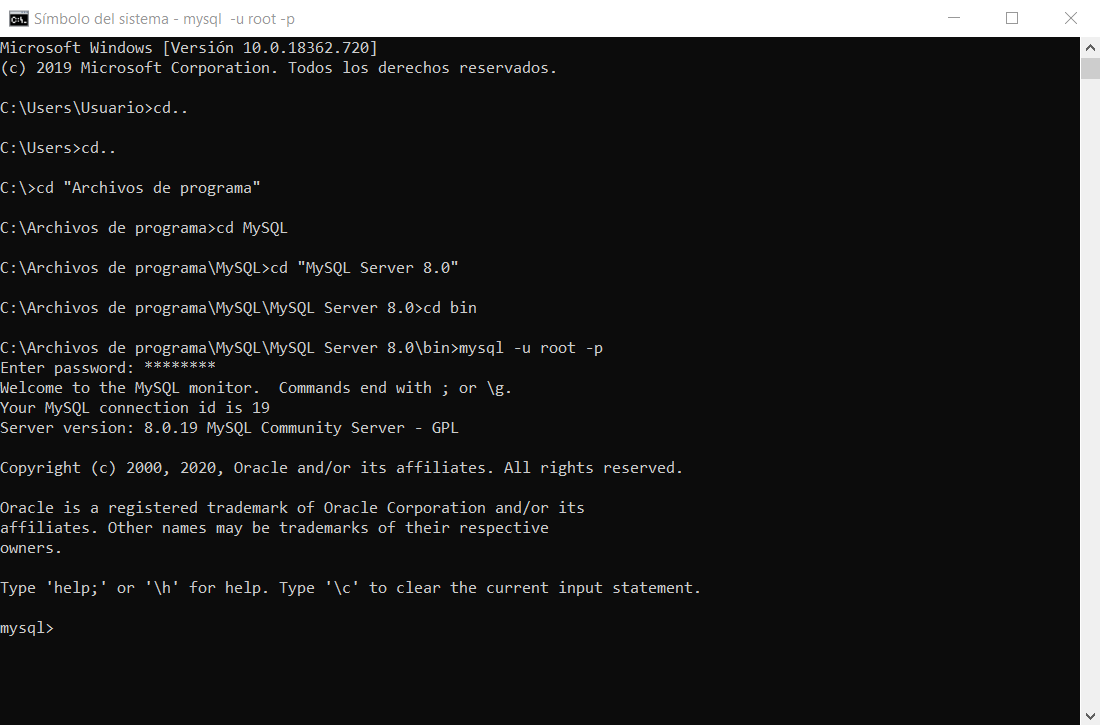 Símbolo del sistema - mysql  -u root -p
Microsoft Windows [Versión 10.0.18362.720]
(c) 2019 Microsoft Corporation. Todos los derechos reservados.
C:\Users\Usuario>cd..
C:\Users>cd..
C:\>cd "Archivos de programa"
C:\Archivos de programa>cd MySQL
C:\Archivos de programa\MySQL>cd "MySQL Server 8.0"
C:\Archivos de programa\MySQL\MySQL Server 8.0>cd bin
C:\Archivos de programa\MySQL\MySQL Server 8.0\bin>mysql -u root -p
Enter password: ********
Welcome to the MySQL monitor.  Commands end with ; or \g.
Your MySQL connection id is 19
Server version: 8.0.19 MySQL Community Server - GPL
Copyright (c) 2000, 2020, Oracle and/or its affiliates. All rights reserved.
Oracle is a registered trademark of Oracle Corporation and/or its
affiliates. Other names may be trademarks of their respective
owners.
Type 'help;' or '\h' for help. Type '\c' to clear the current input statement.
mysql>